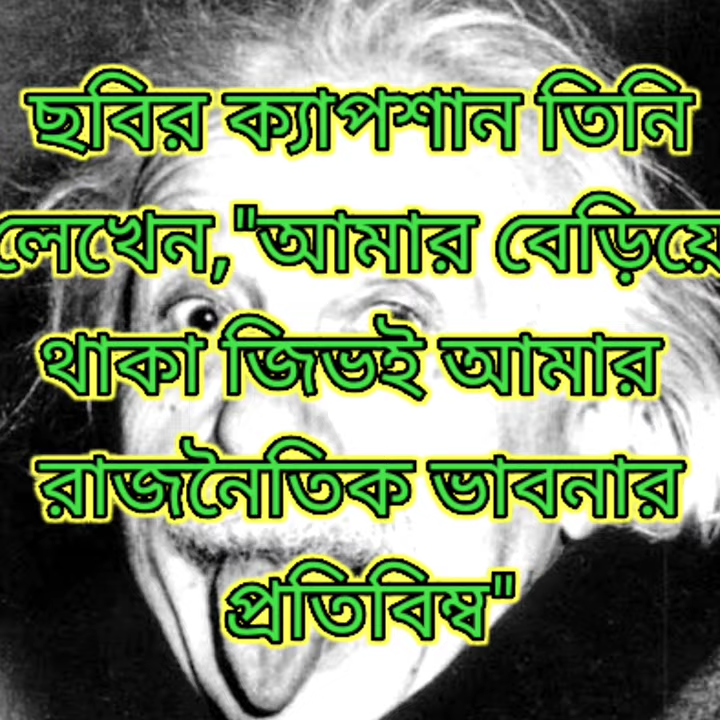 ছবির ক্যাপশান তিনি
লেখেন,"আমার বেড়িয়ে
থাকা জিভই আমার
রাজনৈতিক ভাবনার
প্রতিবিম্ব"